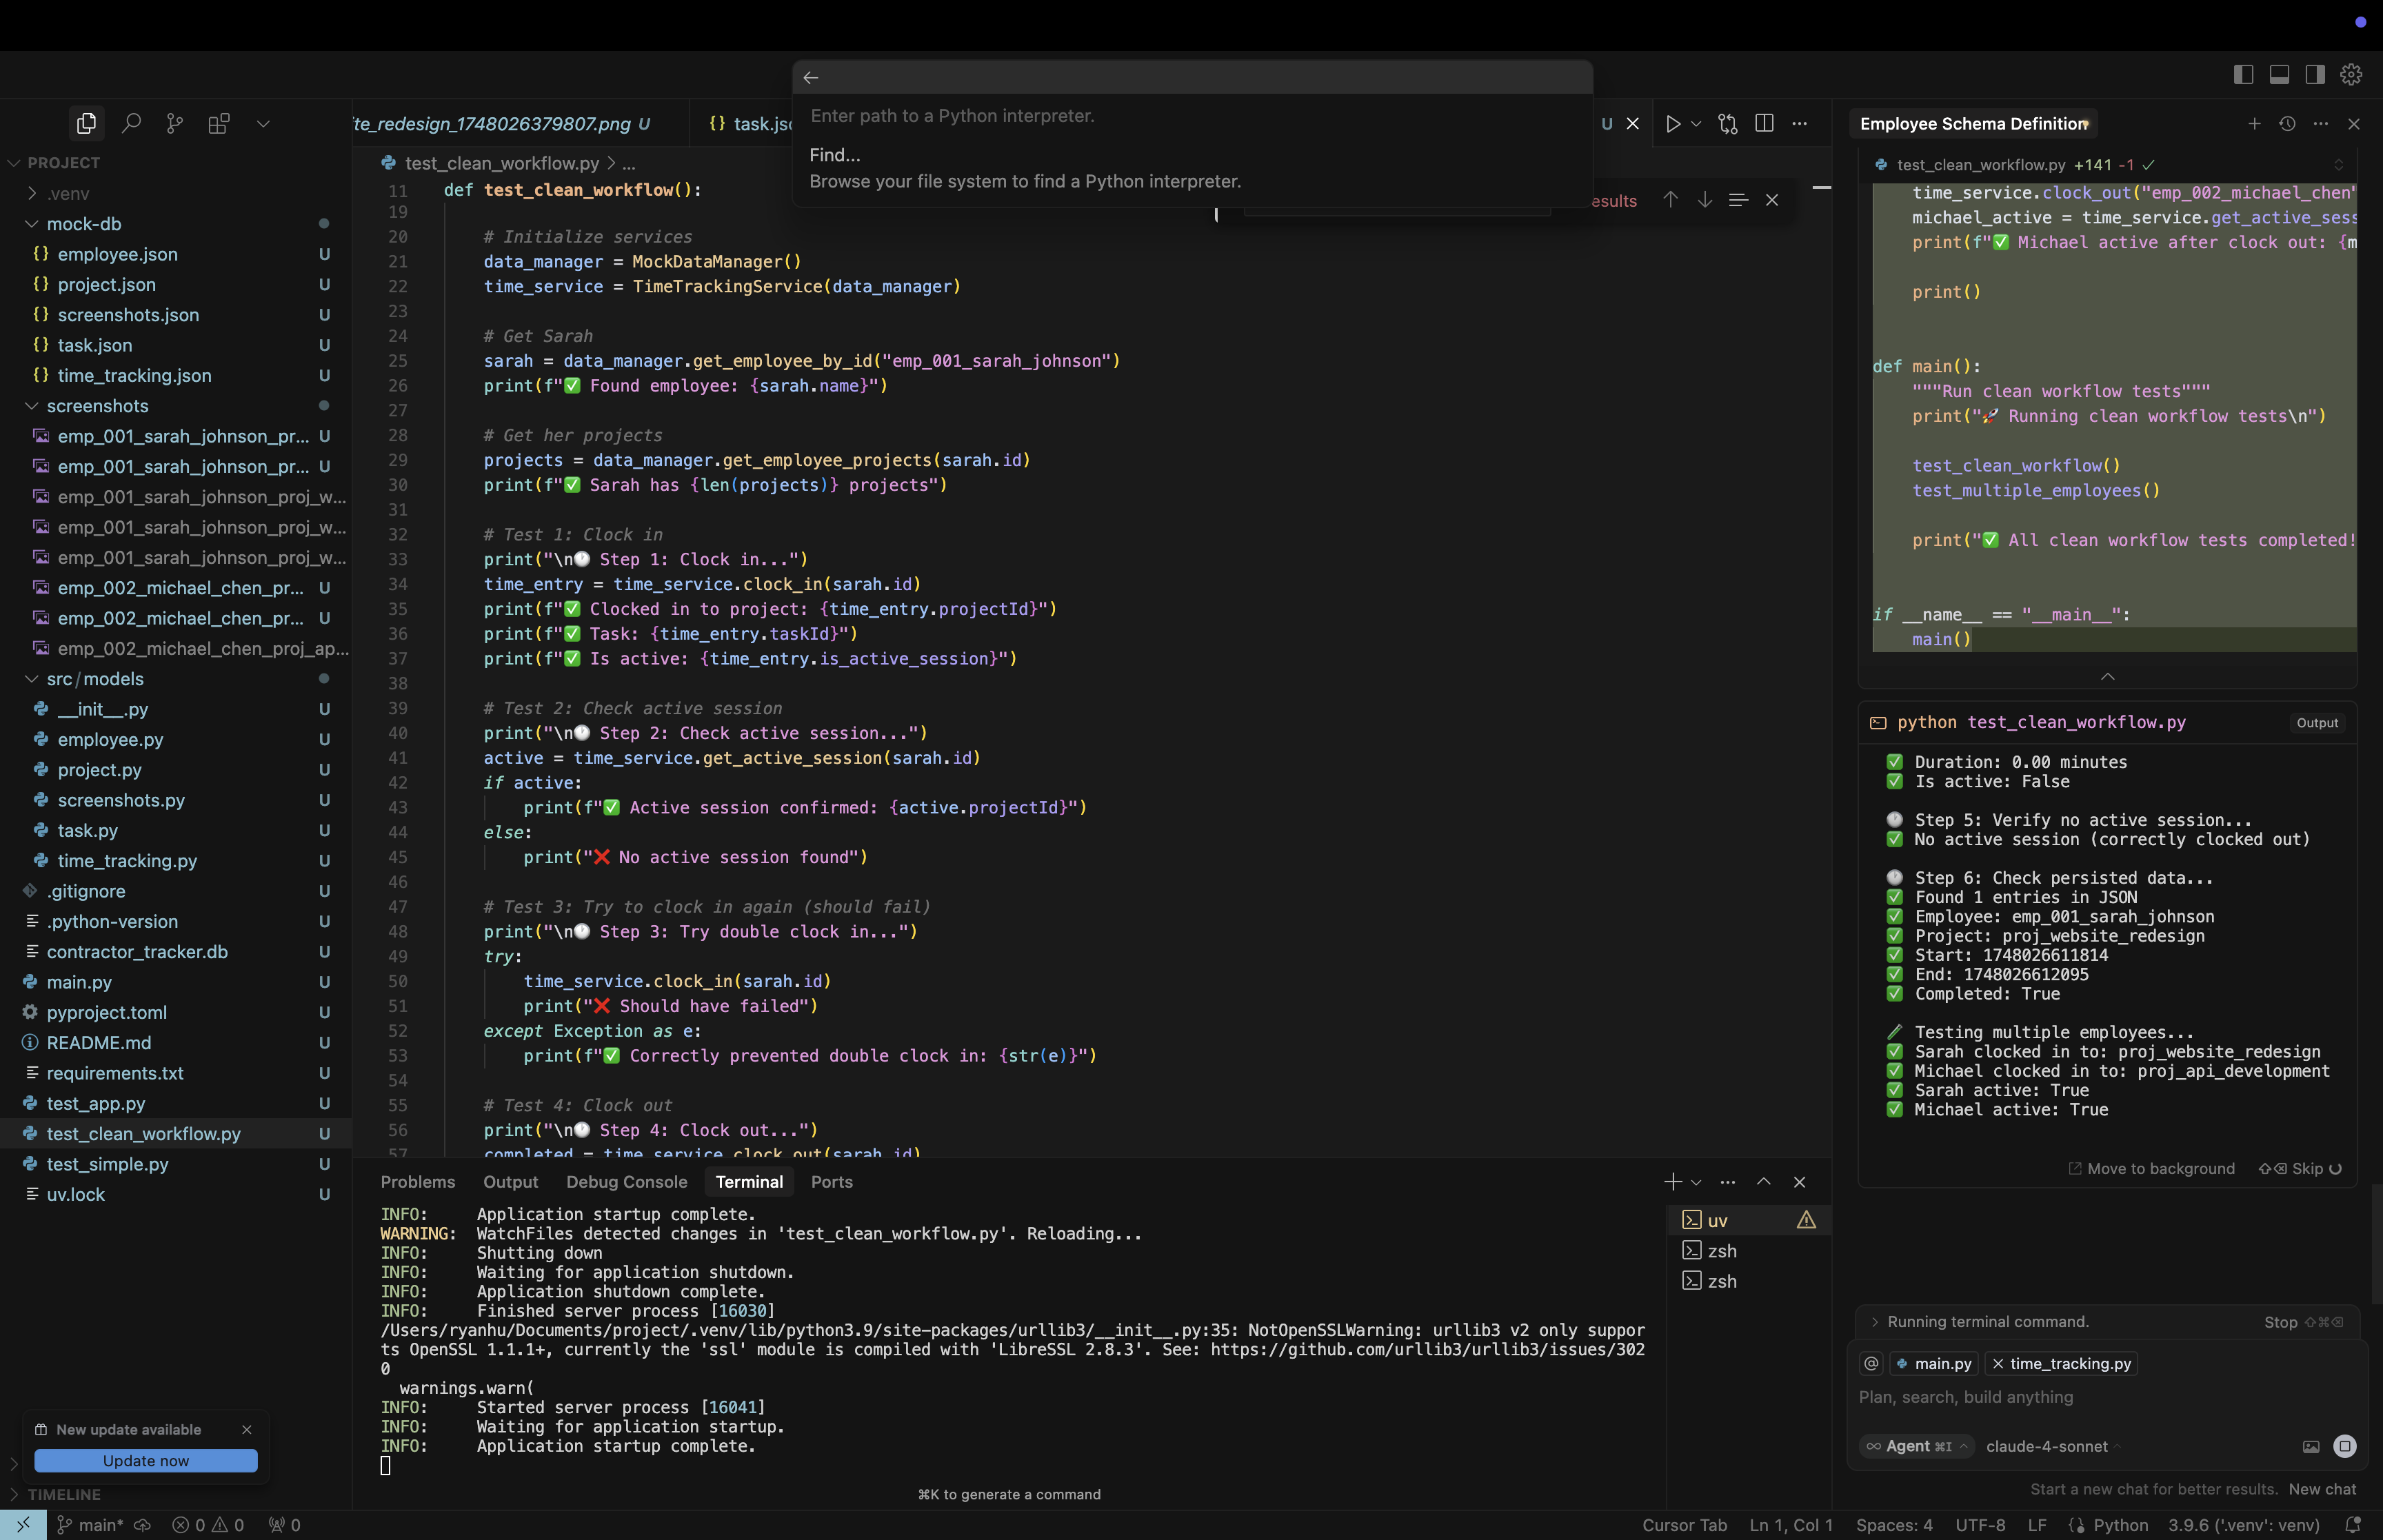 Enter path to a Python interpreter.
Find...
Browse your file system to find a Python interpreter.
PROJECT
.venv
mock-db
employee.json U
project.json U
screenshots.json U
task.json U
time_tracking.json U
screenshots
emp_001_sarah_johnson_pr... U
emp_001_sarah_johnson_pr... U
emp_001_sarah_johnson_proj_w...
emp_001_sarah_johnson_proj_w...
emp_001_sarah_johnson_proj_w...
emp_002_michael_chen_pr... U
emp_002_michael_chen_pr... U
emp_002_michael_chen_proj_ap...
src/models
__init__.py U
employee.py U
project.py U
screenshots.py U
task.py U
time_tracking.py U
.gitignore U
.python-version U
contractor_tracker.db U
main.py U
pyproject.toml U
README.md U
requirements.txt U
test_app.py U
test_clean_workflow.py U
test_simple.py U
uv.lock U
New update available
Update now
TIMELINE
te_redesign_1748026379807.png U
{} task.js
U
test_clean_workflow.py > ...
esults
11 def test_clean_workflow():
19
20 # Initialize services
21 data_manager = MockDataManager()
22 time_service = TimeTrackingService(data_manager)
23
24 # Get Sarah
25 sarah = data_manager.get_employee_by_id("emp_001_sarah_johnson")
26 print(f"✅ Found employee: {sarah.name}")
27
28 # Get her projects
29 projects = data_manager.get_employee_projects(sarah.id)
30 print(f"✅ Sarah has {len(projects)} projects")
31
32 # Test 1: Clock in
33 print("\n🕐 Step 1: Clock in...")
34 time_entry = time_service.clock_in(sarah.id)
35 print(f"✅ Clocked in to project: {time_entry.projectId}")
36 print(f"✅ Task: {time_entry.taskId}")
37 print(f"✅ Is active: {time_entry.is_active_session}")
38
39 # Test 2: Check active session
40 print("\n🕐 Step 2: Check active session...")
41 active = time_service.get_active_session(sarah.id)
42 if active:
43 print(f"✅ Active session confirmed: {active.projectId}")
44 else:
45 print("❌ No active session found")
46
47 # Test 3: Try to clock in again (should fail)
48 print("\n🕐 Step 3: Try double clock in...")
49 try:
50 time_service.clock_in(sarah.id)
51 print("❌ Should have failed")
52 except Exception as e:
53 print(f"✅ Correctly prevented double clock in: {str(e)}")
54
55 # Test 4: Clock out
56 print("\n🕐 Step 4: Clock out...")
57 completed = time_service.clock_out(sarah.id)
Problems Output Debug Console Terminal Ports
INFO: Application startup complete.
WARNING: WatchFiles detected changes in 'test_clean_workflow.py'. Reloading...
INFO: Shutting down
INFO: Waiting for application shutdown.
INFO: Application shutdown complete.
INFO: Finished server process [16030]
/Users/ryanhu/Documents/project/.venv/lib/python3.9/site-packages/urllib3/__init__.py:35: NotOpenSSLWarning: urllib3 v2 only suppor
ts OpenSSL 1.1.1+, currently the 'ssl' module is compiled with 'LibreSSL 2.8.3'. See: https://github.com/urllib3/urllib3/issues/302
0
warnings.warn(
INFO: Started server process [16041]
INFO: Waiting for application startup.
INFO: Application startup complete.
⌘K to generate a command
uv
zsh
zsh
Employee Schema Definition
test_clean_workflow.py +141 -1
time_service.clock_out("emp_002_michael_chen"
michael_active = time_service.get_active_sess
print(f"✅ Michael active after clock out: {m
print()
def main():
"""Run clean workflow tests"""
print("🚀 Running clean workflow tests\n")
test_clean_workflow()
test_multiple_employees()
print("✅ All clean workflow tests completed!
if __name__ == "__main__":
main()
python test_clean_workflow.py Output
✅ Duration: 0.00 minutes
✅ Is active: False
🕐 Step 5: Verify no active session...
✅ No active session (correctly clocked out)
🕐 Step 6: Check persisted data...
✅ Found 1 entries in JSON
✅ Employee: emp_001_sarah_johnson
✅ Project: proj_website_redesign
✅ Start: 1748026611814
✅ End: 1748026612095
✅ Completed: True
🧪 Testing multiple employees...
✅ Sarah clocked in to: proj_website_redesign
✅ Michael clocked in to: proj_api_development
✅ Sarah active: True
✅ Michael active: True
Move to background ⇧⌫ Skip
Running terminal command. Stop ⇧⌘⌫
@ main.py time_tracking.py
Plan, search, build anything
∞ Agent ⌘I claude-4-sonnet
Start a new chat for better results. New chat
main* 0 0 0
Cursor Tab Ln 1, Col 1 Spaces: 4 UTF-8 LF Python 3.9.6 ('.venv': venv)